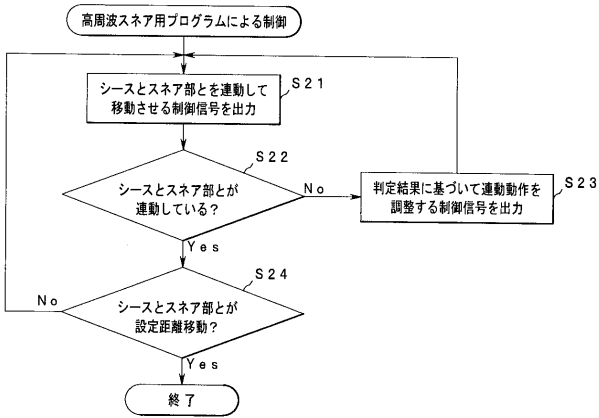 高周波スネア用プログラムによる制御
シースとスネア部とを連動して
移動させる制御信号を出力
S21
シースとスネア部とが
連動している?
S22
No
判定結果に基づいて連動動作を
調整する制御信号を出力
S23
Yes
シースとスネア部とが
設定距離移動?
S24
No
Yes
終了